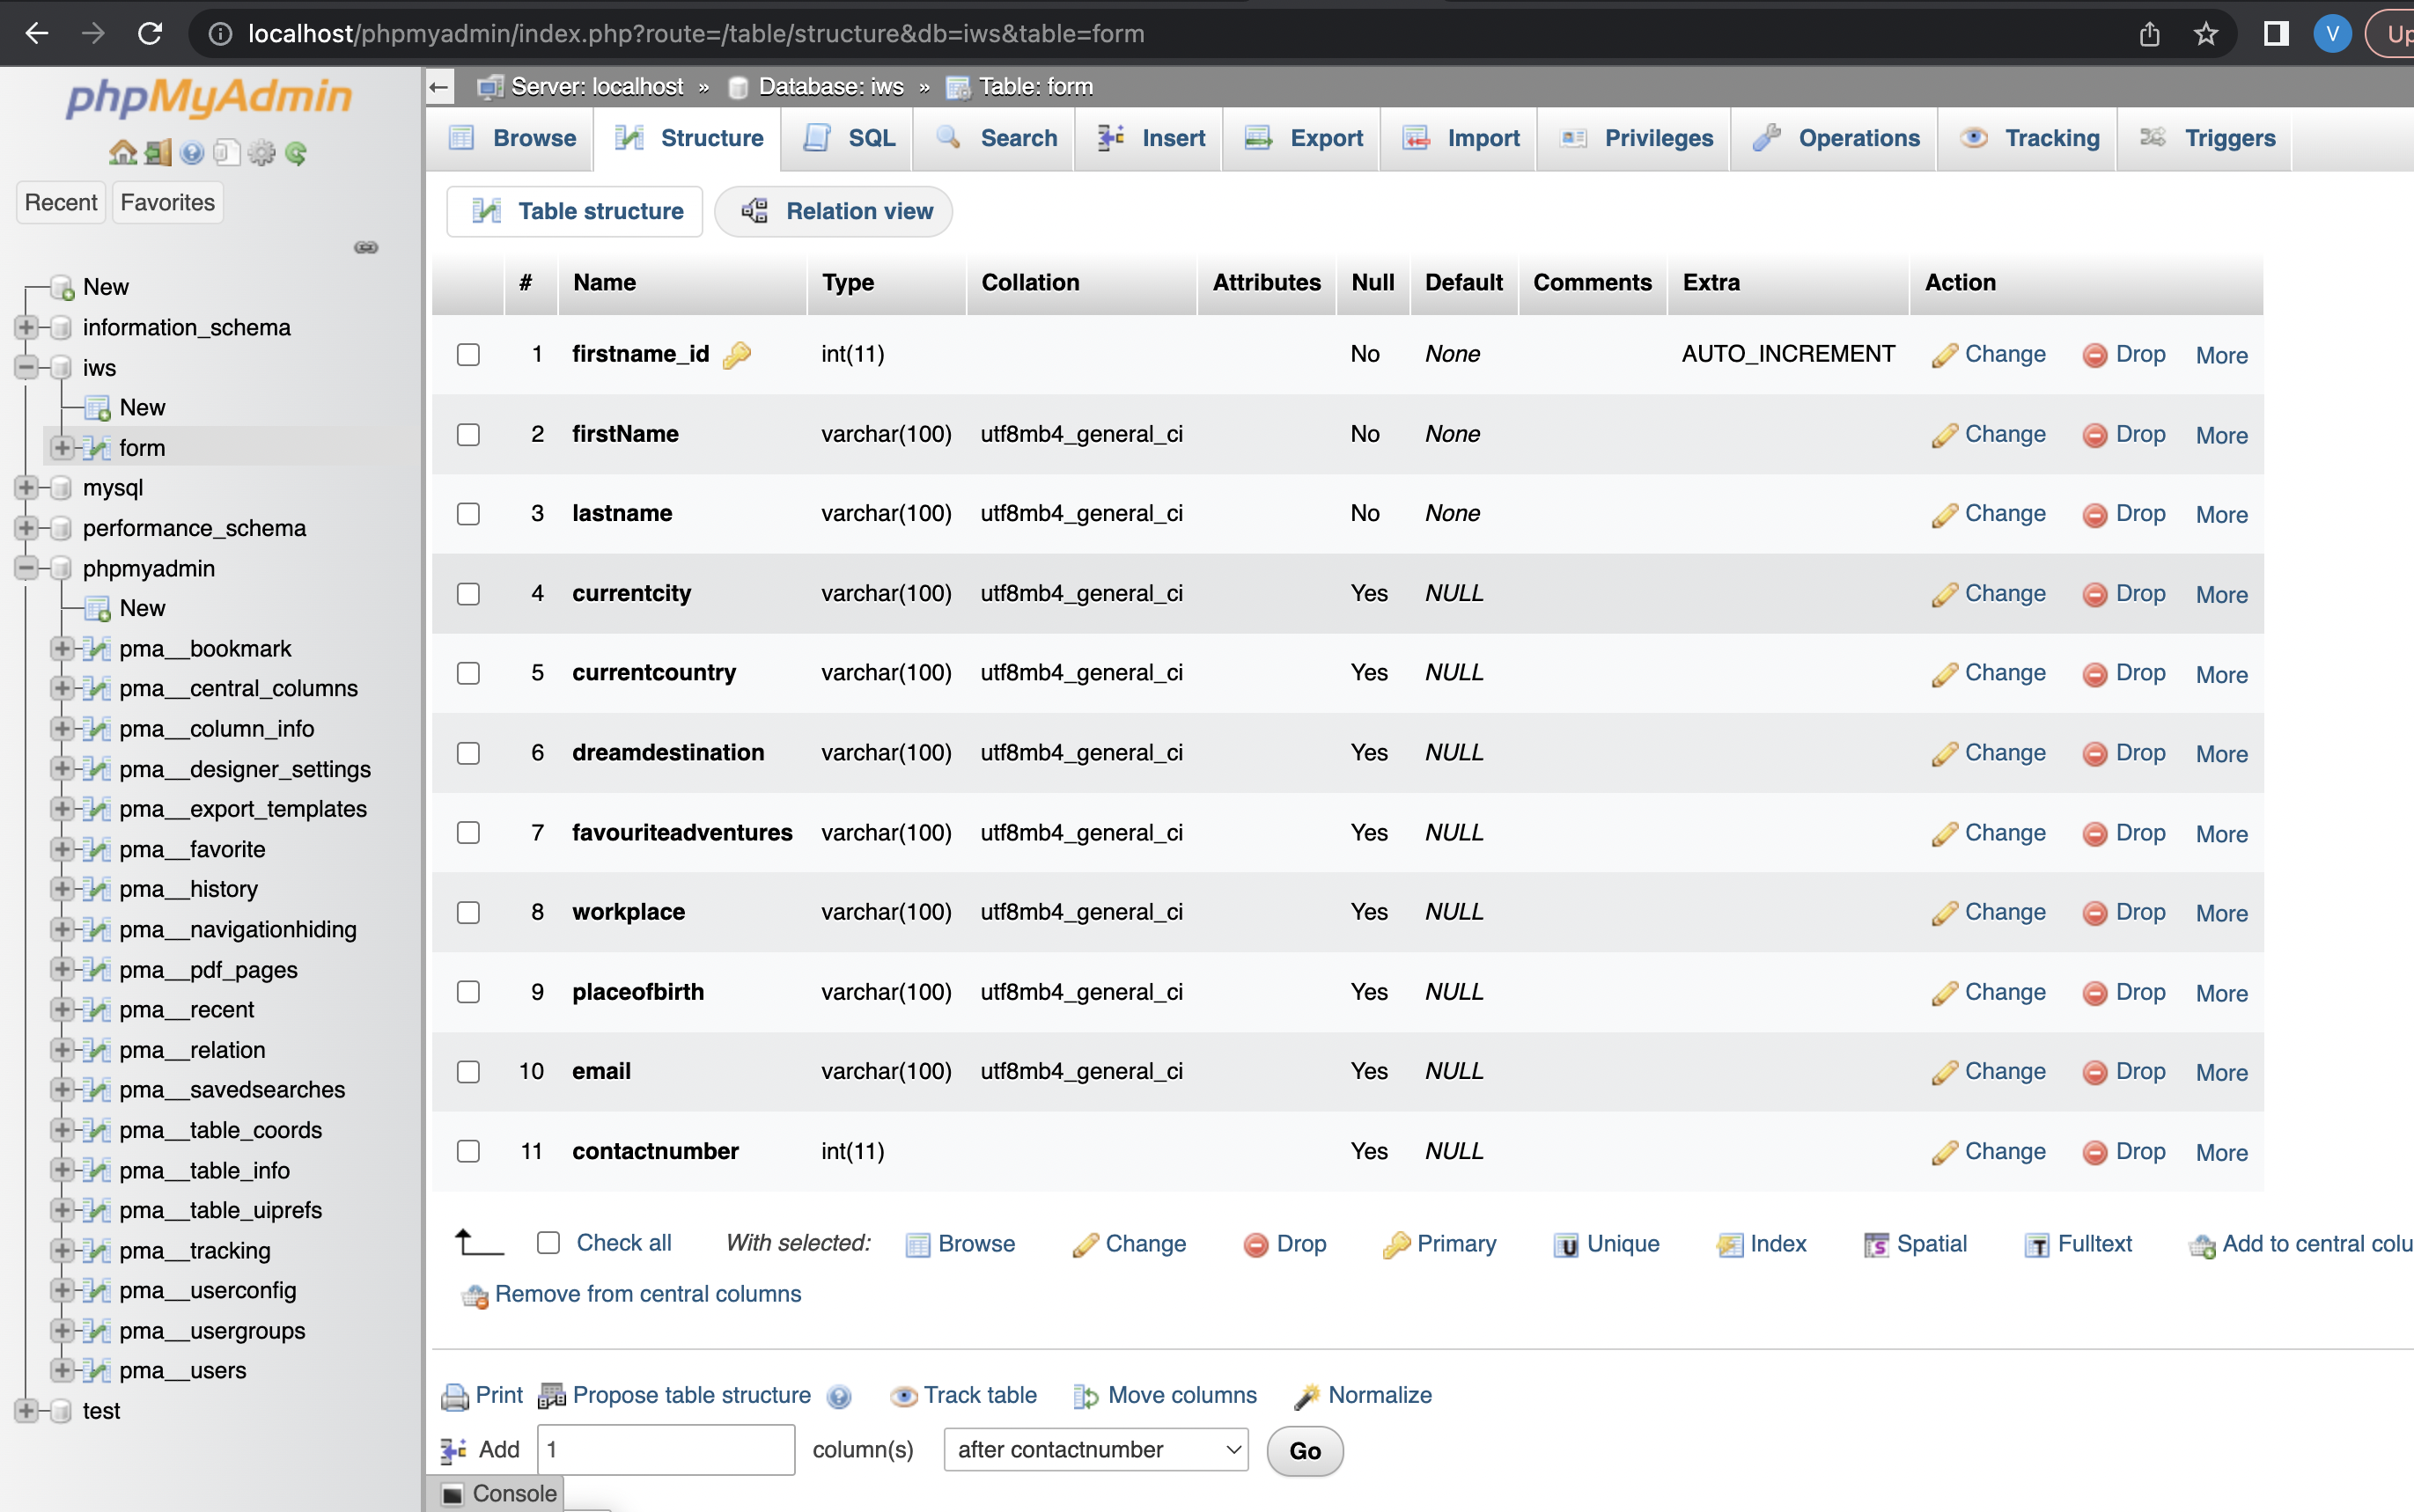 localhost/phpmyadmin/index.php?route=/table/structure&db=iws&table=form
V
phpMyAdmin
Recent Favorites
New
information_schema
iws
New
form
mysql
performance_schema
phpmyadmin
New
pma__bookmark
pma__central_columns
pma__column_info
pma__designer_settings
pma__export_templates
pma__favorite
pma__history
pma__navigationhiding
pma__pdf_pages
pma__recent
pma__relation
pma__savedsearches
pma__table_coords
pma__table_info
pma__table_uiprefs
pma__tracking
pma__userconfig
pma__usergroups
pma__users
test
Server: localhost » Database: iws » Table: form
Browse Structure SQL Search Insert Export Import Privileges Operations Tracking Triggers
Table structure Relation view
# Name Type Collation Attributes Null Default Comments Extra Action
1 firstname_id int(11) No None AUTO_INCREMENT Change Drop More
2 firstName varchar(100) utf8mb4_general_ci No None Change Drop More
3 lastname varchar(100) utf8mb4_general_ci No None Change Drop More
4 currentcity varchar(100) utf8mb4_general_ci Yes NULL Change Drop More
5 currentcountry varchar(100) utf8mb4_general_ci Yes NULL Change Drop More
6 dreamdestination varchar(100) utf8mb4_general_ci Yes NULL Change Drop More
7 favouriteadventures varchar(100) utf8mb4_general_ci Yes NULL Change Drop More
8 workplace varchar(100) utf8mb4_general_ci Yes NULL Change Drop More
9 placeofbirth varchar(100) utf8mb4_general_ci Yes NULL Change Drop More
10 email varchar(100) utf8mb4_general_ci Yes NULL Change Drop More
11 contactnumber int(11) Yes NULL Change Drop More
Check all With selected: Browse Change Drop Primary Unique Index Spatial Fulltext Add to central colu
Remove from central columns
Print Propose table structure Track table Move columns Normalize
Add 1 column(s) after contactnumber Go
Console